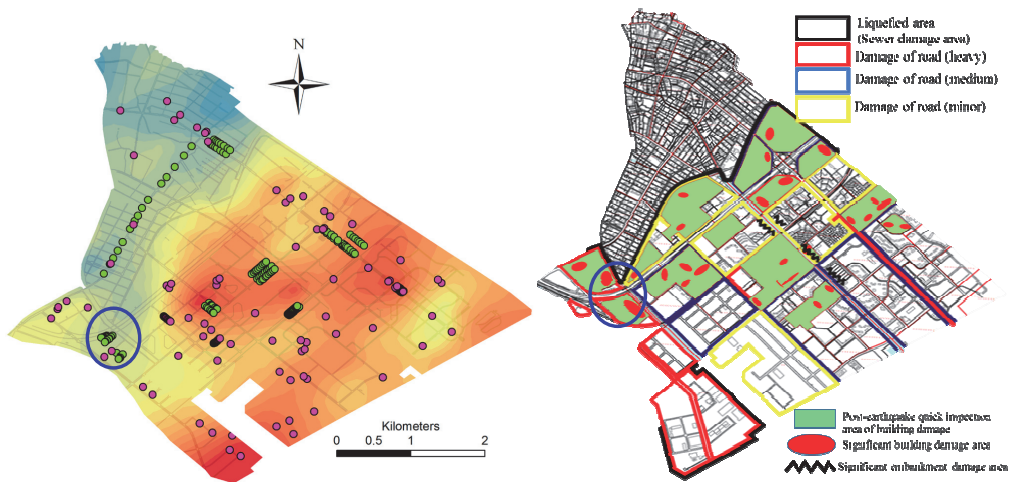 N
Kilometers
0 0.5 1 2
Liquefied area
(Sewer damage area)
Damage of road (heavy)
Damage of road (medium)
Damage of road (minor)
Post-earthquake quick inspection
area of building damage
Significant building damage area
Significant embankment damage area